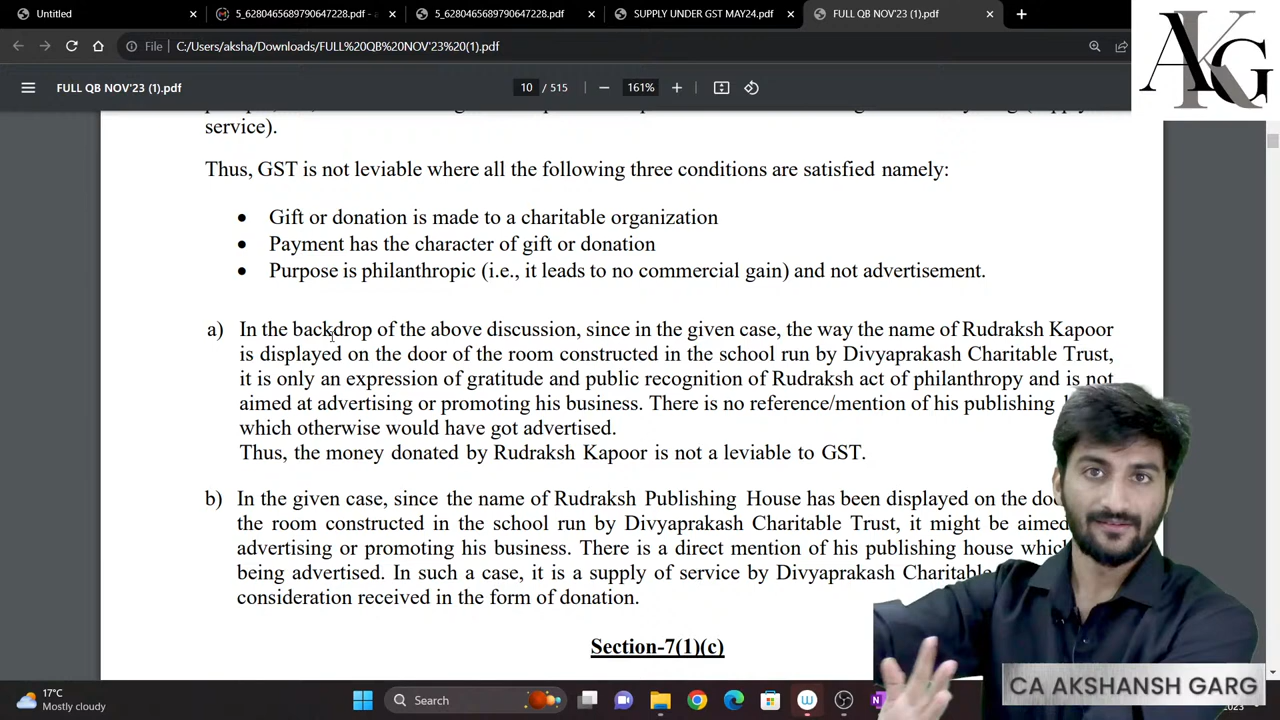 Untitled
5_6280465689790647228.pdf - a
5_6280465689790647228.pdf
SUPPLY UNDER GST MAY24.pdf
FULL QB NOV'23 (1).pdf
File
C:/Users/aksha/Downloads/FULL%20QB%20NOV'23%20(1).pdf
AKG
FULL QB NOV'23 (1).pdf
10 / 515
161%
service).
Thus, GST is not leviable where all the following three conditions are satisfied namely:
• Gift or donation is made to a charitable organization
• Payment has the character of gift or donation
• Purpose is philanthropic (i.e., it leads to no commercial gain) and not advertisement.
a) In the backdrop of the above discussion, since in the given case, the way the name of Rudraksh Kapoor
is displayed on the door of the room constructed in the school run by Divyaprakash Charitable Trust,
it is only an expression of gratitude and public recognition of Rudraksh act of philanthropy and is not
aimed at advertising or promoting his business. There is no reference/mention of his publishing
which otherwise would have got advertised.
Thus, the money donated by Rudraksh Kapoor is not a leviable to GST.
b) In the given case, since the name of Rudraksh Publishing House has been displayed on the
the room constructed in the school run by Divyaprakash Charitable Trust, it might be aimed
advertising or promoting his business. There is a direct mention of his publishing house
being advertised. In such a case, it is a supply of service by Divyaprakash Charitable
consideration received in the form of donation.
Section-7(1)(c)
CA AKSHANSH GARG
17°C
Mostly cloudy
Search
2023